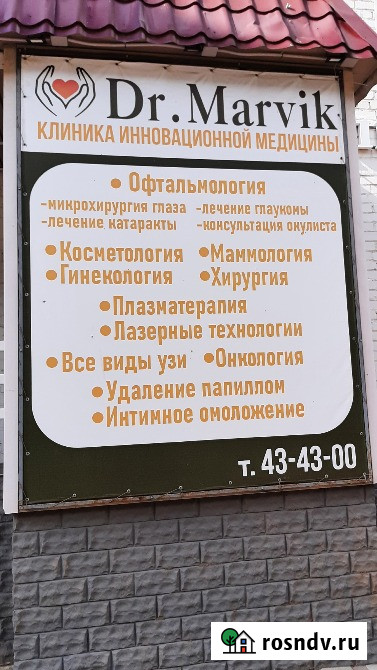 Dr. Marvik
КЛИНИКА ИННОВАЦИОННОЙ МЕДИЦИНЫ
• Офтальмология
-микрохирургия глаза -лечение глаукомы
-лечение катаракты -консультация окулиста
•Косметология •Маммология
•Гинекология •Хирургия
•Плазматерапия
•Лазерные технологии
•Все виды узи •Онкология
•Удаление папиллом
•Интимное омоложение
т. 43-43-00
rosndv.ru